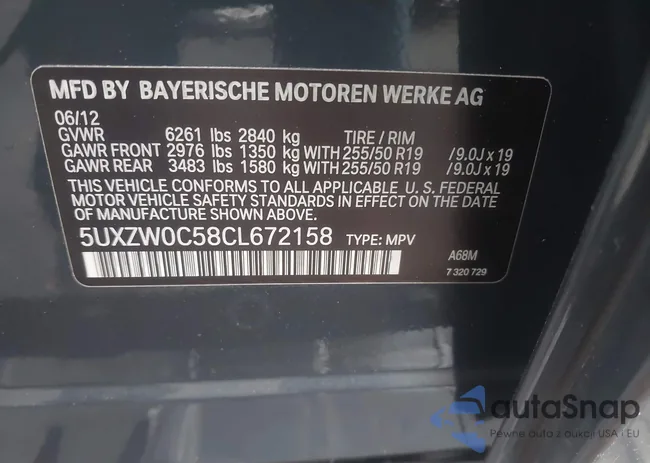 MFD BY BAYERISCHE MOTOREN WERKE AG
06/12
GVWR 6261 lbs 2840 kg TIRE / RIM
GAWR FRONT 2976 lbs 1350 kg WITH 255/50 R19 /9.0J x 19
GAWR REAR 3483 lbs 1580 kg WITH 255/50 R19 /9.0J x 19
THIS VEHICLE CONFORMS TO ALL APPLICABLE U. S. FEDERAL
MOTOR VEHICLE SAFETY STANDARDS IN EFFECT ON THE DATE OF
MANUFACTURE SHOWN ABOVE.
5UXZW0C58CL672158 TYPE: MPV
A68M
7 320 729
autoSnap
Pewne auta z aukcji USA i EU